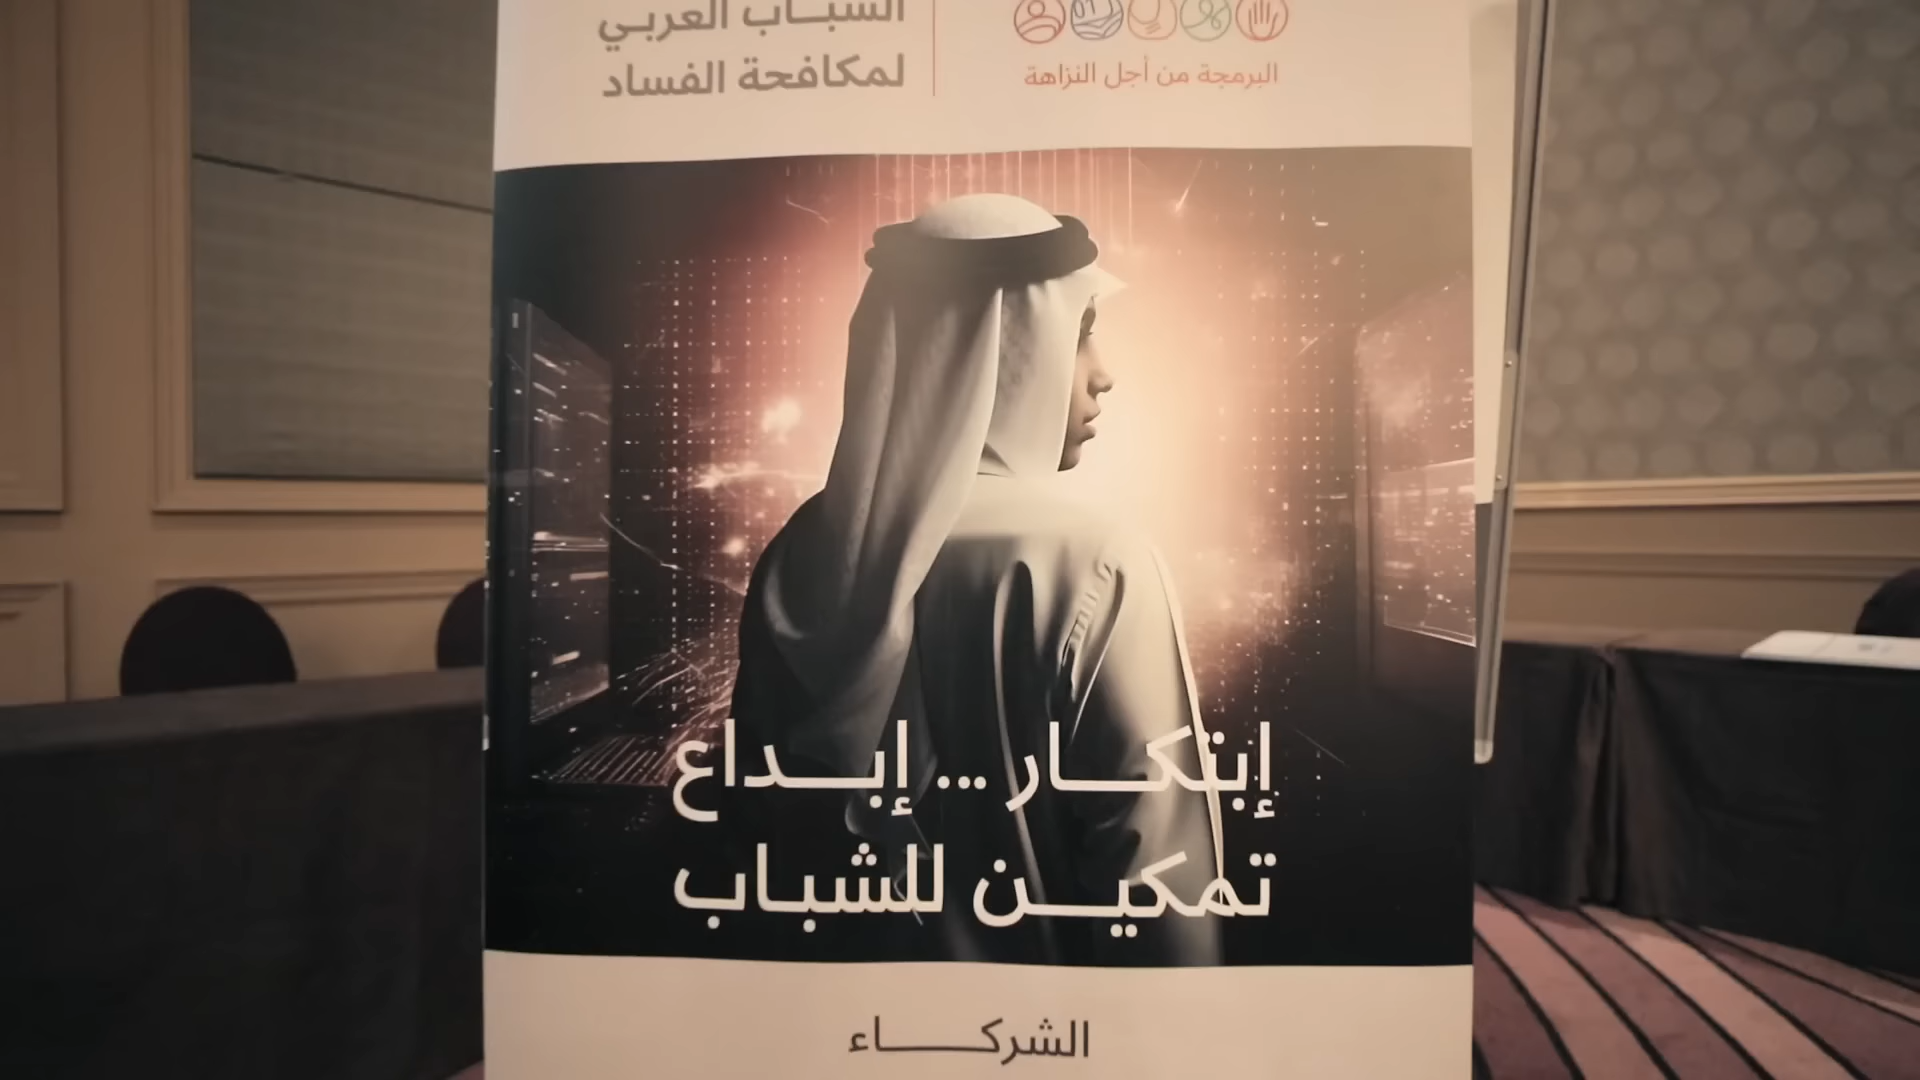 البرمجة من أجل النزاهة
الشباب العربي
لمكافحة الفساد
إبتكار ... إبداع
تمكين للشباب
الشركاء